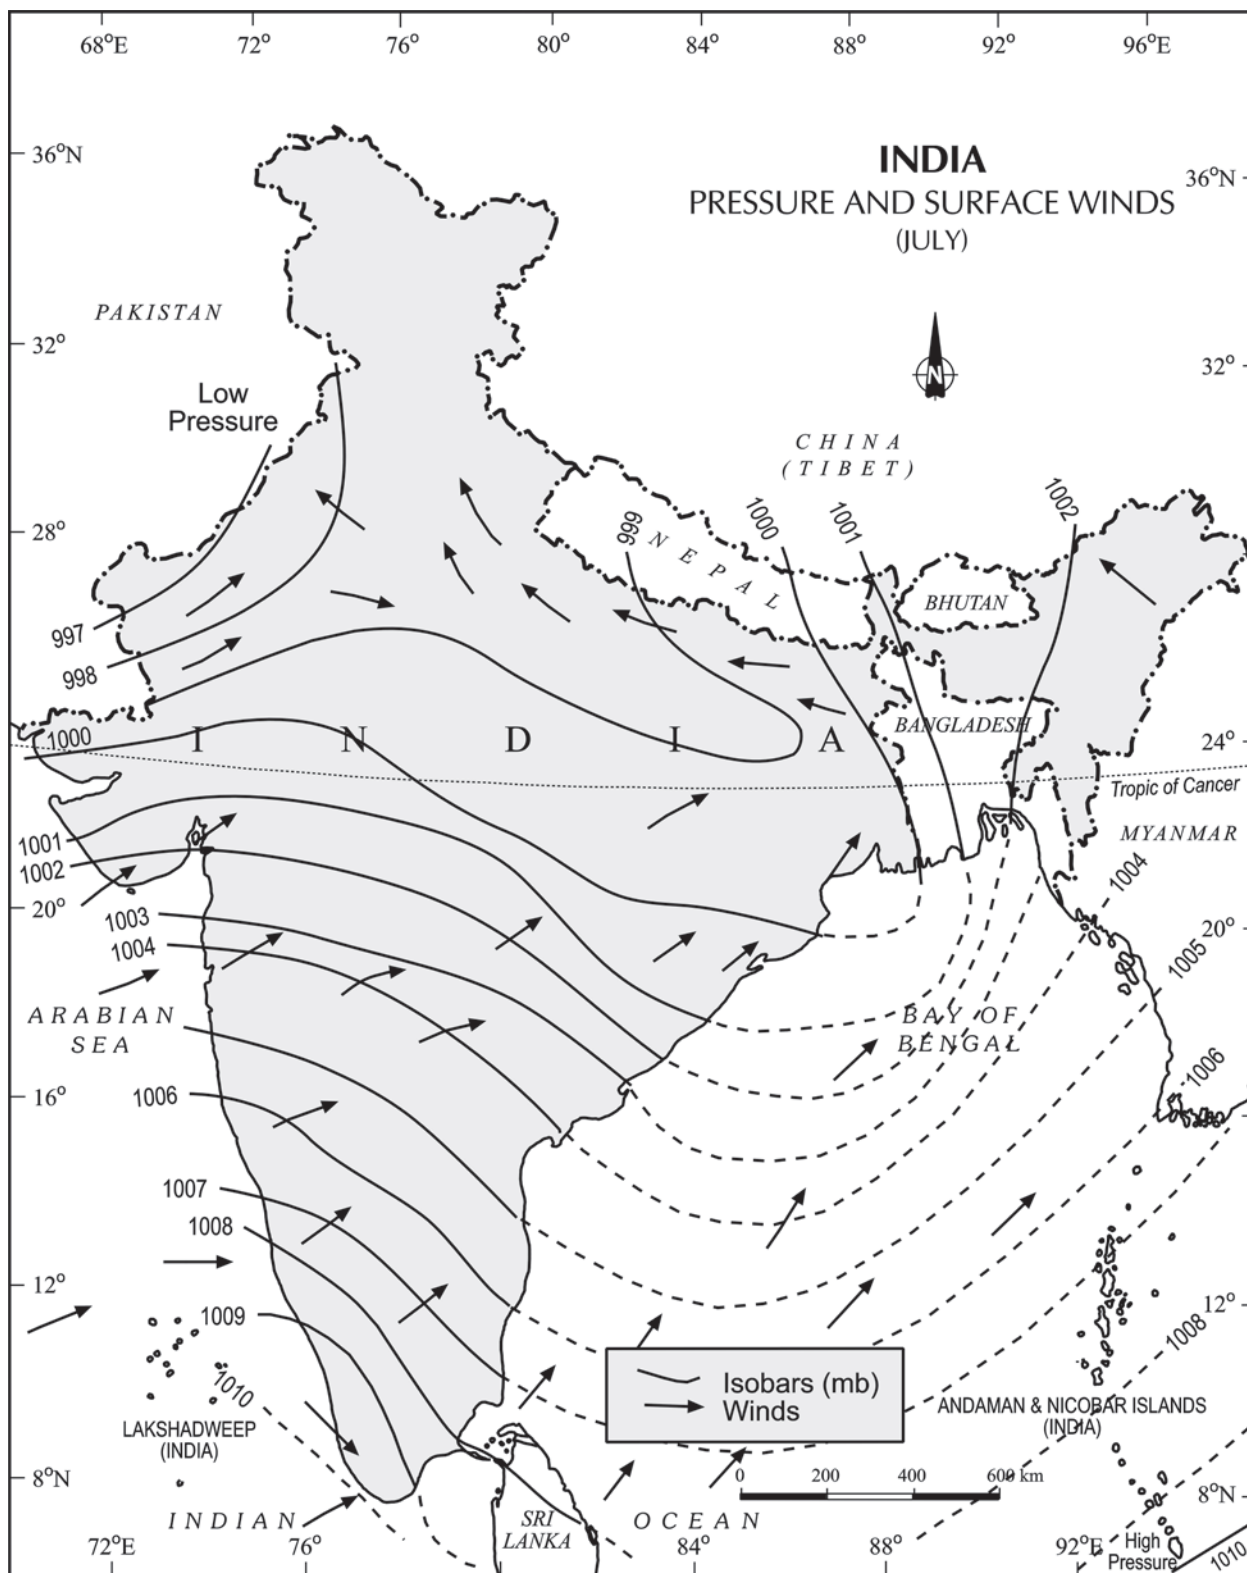 68°E 72° 76° 80° 84° 88° 92° 96°E
INDIA
PRESSURE AND SURFACE WINDS
(JULY)
36°N
36°N
PAKISTAN
32°
32°
N
Low
Pressure
CHINA
(TIBET)
1000
1001
1002
999
28°
NEPAL
BHUTAN
997
998
BANGLADESH
1000
I N D I A
24°
Tropic of Cancer
MYANMAR
1001
1002
1004
20°
20°
1003
1004
1005
ARABIAN
SEA
BAY OF
BENGAL
1006
16°
1006
1007
1008
12°
12°
1008
1009
1010
Isobars (mb)
Winds
LAKSHADWEEP
(INDIA)
ANDAMAN & NICOBAR ISLANDS
(INDIA)
8°N
0 200 400 600 km
8°N
INDIAN
OCEAN
SRI
LANKA
High
Pressure
1010
72°E 76° 84° 88° 92°E